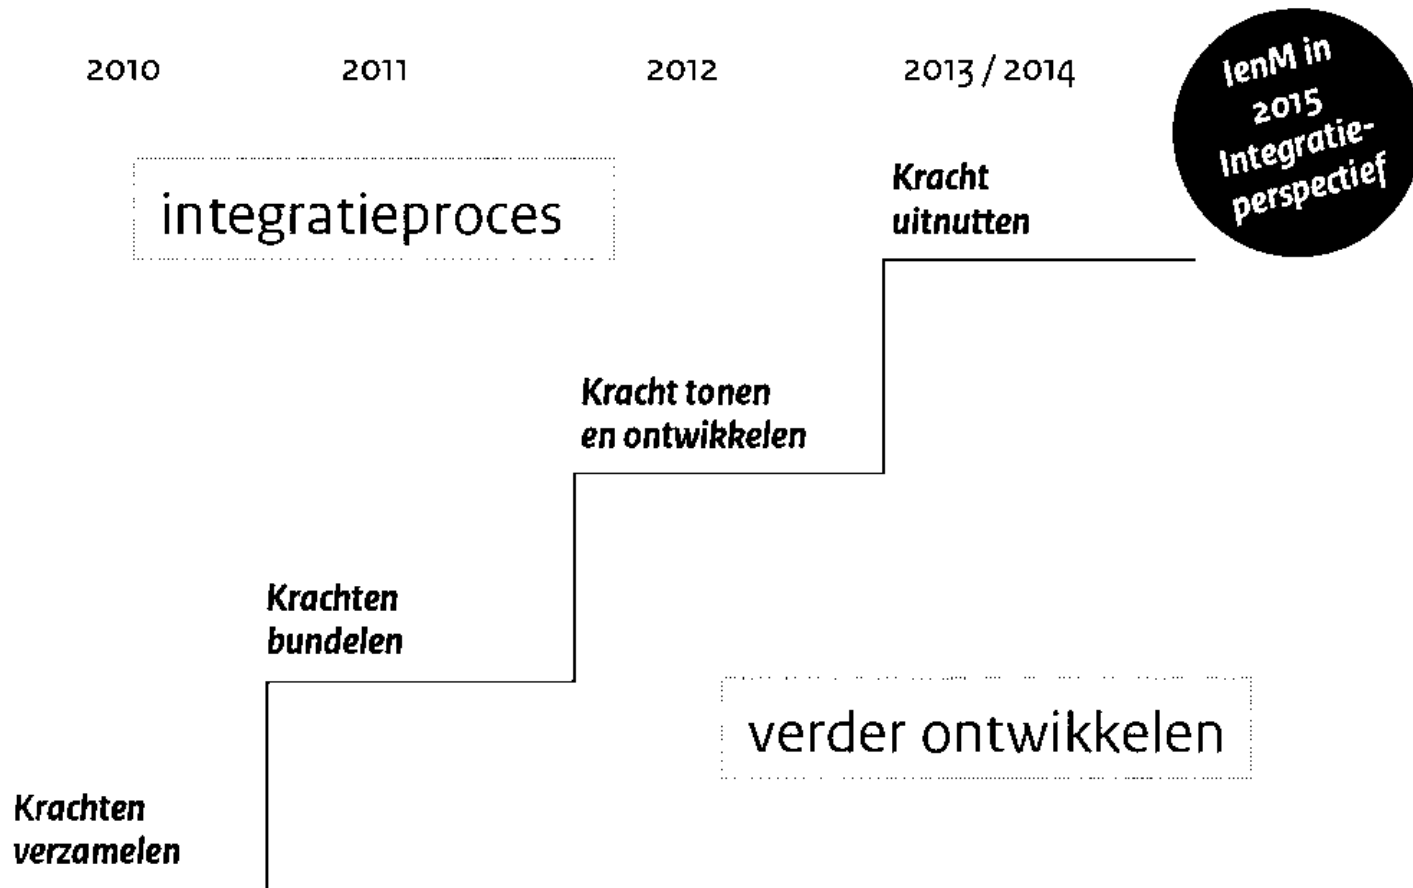 2010
2011
2012
2013 / 2014
IenM in
2015
Integratie-
perspectief
integratieproces
Kracht
uitnutten
Kracht tonen
en ontwikkelen
Krachten
bundelen
verder ontwikkelen
Krachten
verzamelen